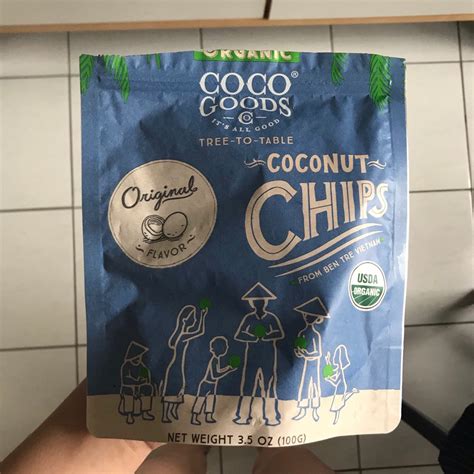 ORGANIC
COCO®
GOODS
CO
IT'S ALL GOOD
TREE-TO-TABLE
Original
FLAVOR
COCONUT
CHIPS
FROM BEN TRE VIETNAM
USDA
ORGANIC
NET WEIGHT 3.5 OZ (100G)